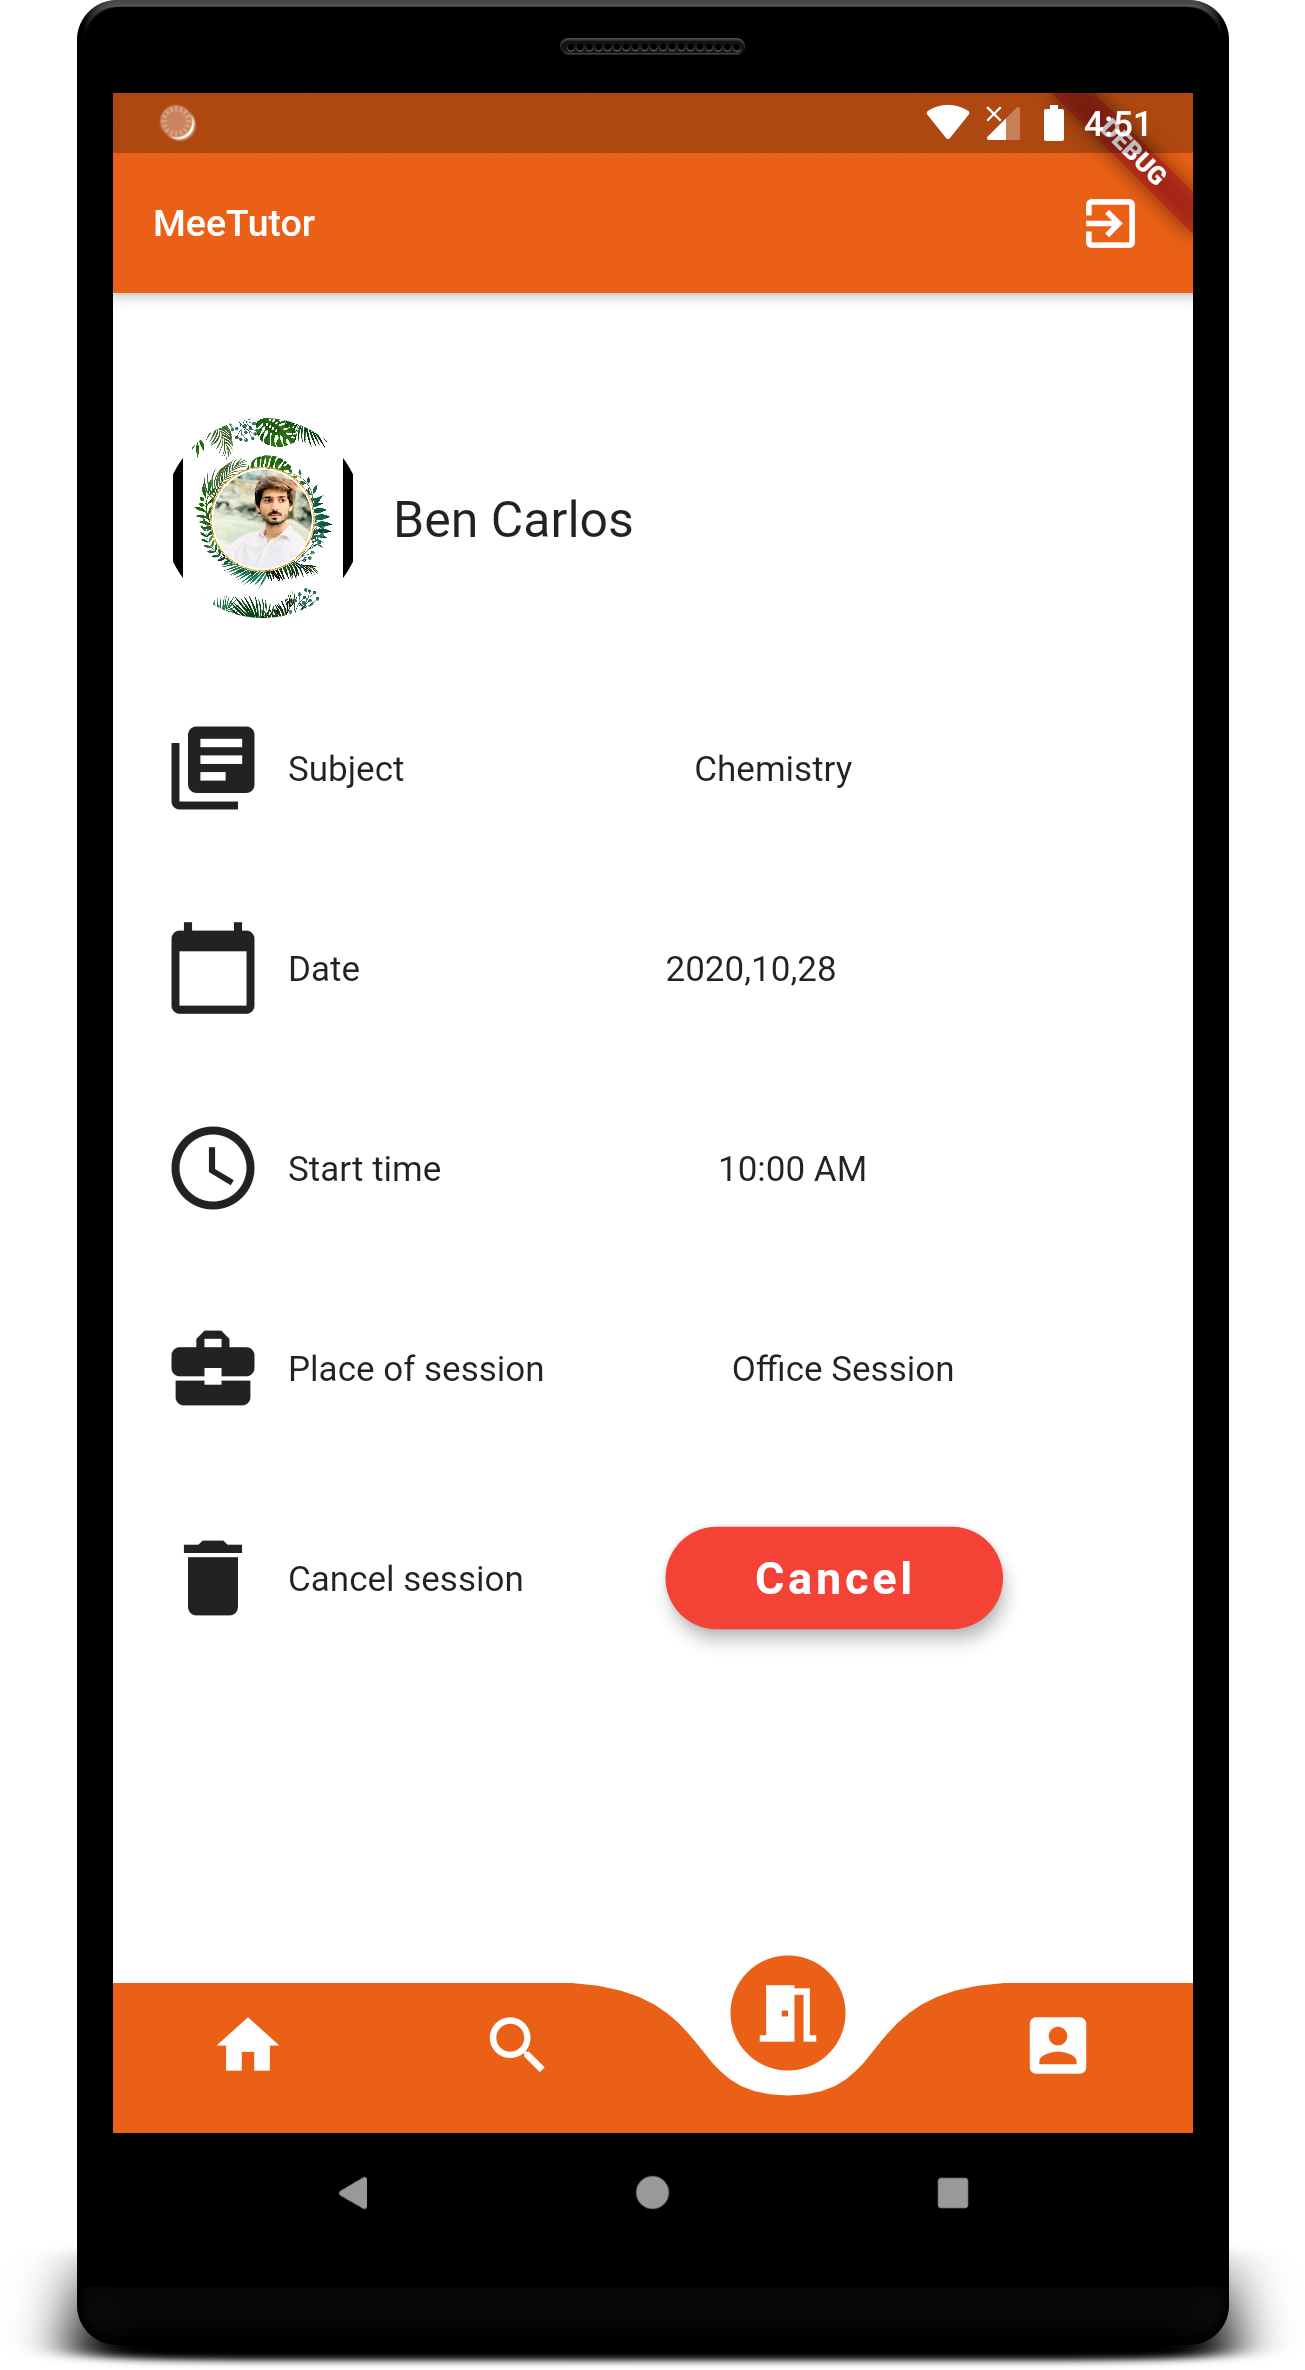 4:51
DEBUG
MeeTutor
Ben Carlos
Subject Chemistry
Date 2020,10,28
Start time 10:00 AM
Place of session Office Session
Cancel session Cancel